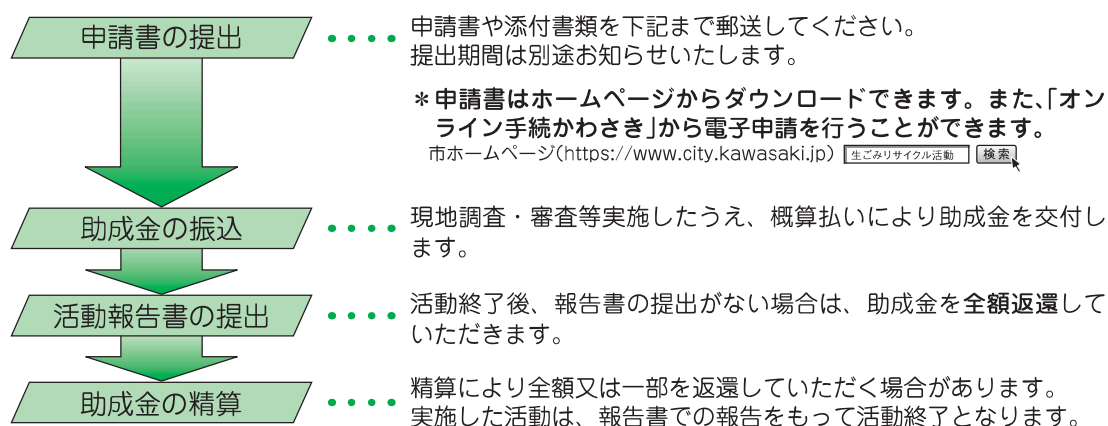 申請書の提出
申請書や添付書類を下記まで郵送してください。
提出期間は別途お知らせいたします。
＊申請書はホームページからダウンロードできます。また、「オン
ライン手続かわさき」から電子申請を行うことができます。
市ホームページ(https://www.city.kawasaki.jp) 生ごみリサイクル活動 検索
助成金の振込
現地調査・審査等実施したうえ、概算払いにより助成金を交付し
ます。
活動報告書の提出
活動終了後、報告書の提出がない場合は、助成金を全額返還して
いただきます。
助成金の精算
精算により全額又は一部を返還していただく場合があります。
実施した活動は、報告書での報告をもって活動終了となります。